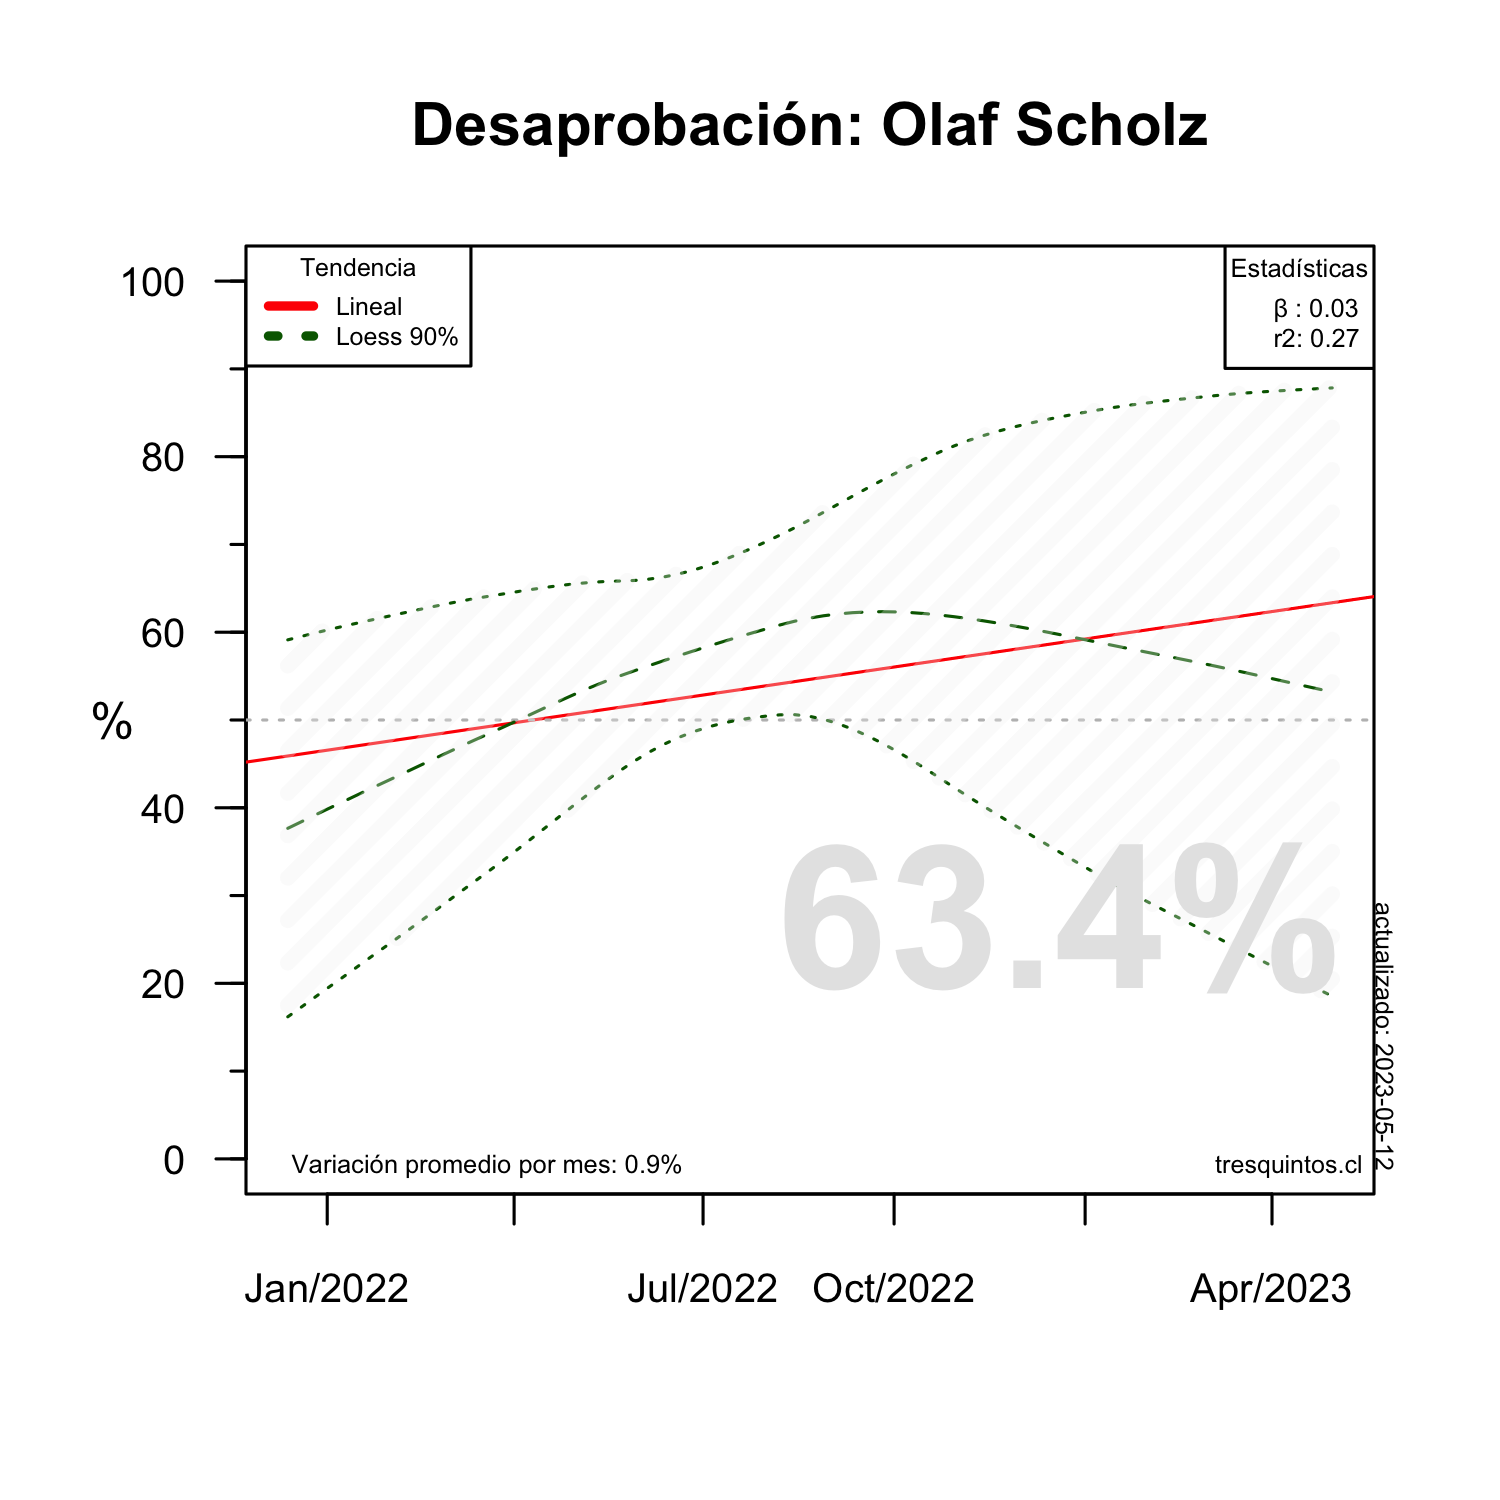 Desaprobación: Olaf Scholz
Tendencia
Lineal
Loess 90%
Estadísticas
β : 0.03
r2: 0.27
100
80
60
%
40
20
0
63.4%
actualizado: 2023-05-12
Variación promedio por mes: 0.9%
tresquintos.cl
Jan/2022
Jul/2022
Oct/2022
Apr/2023